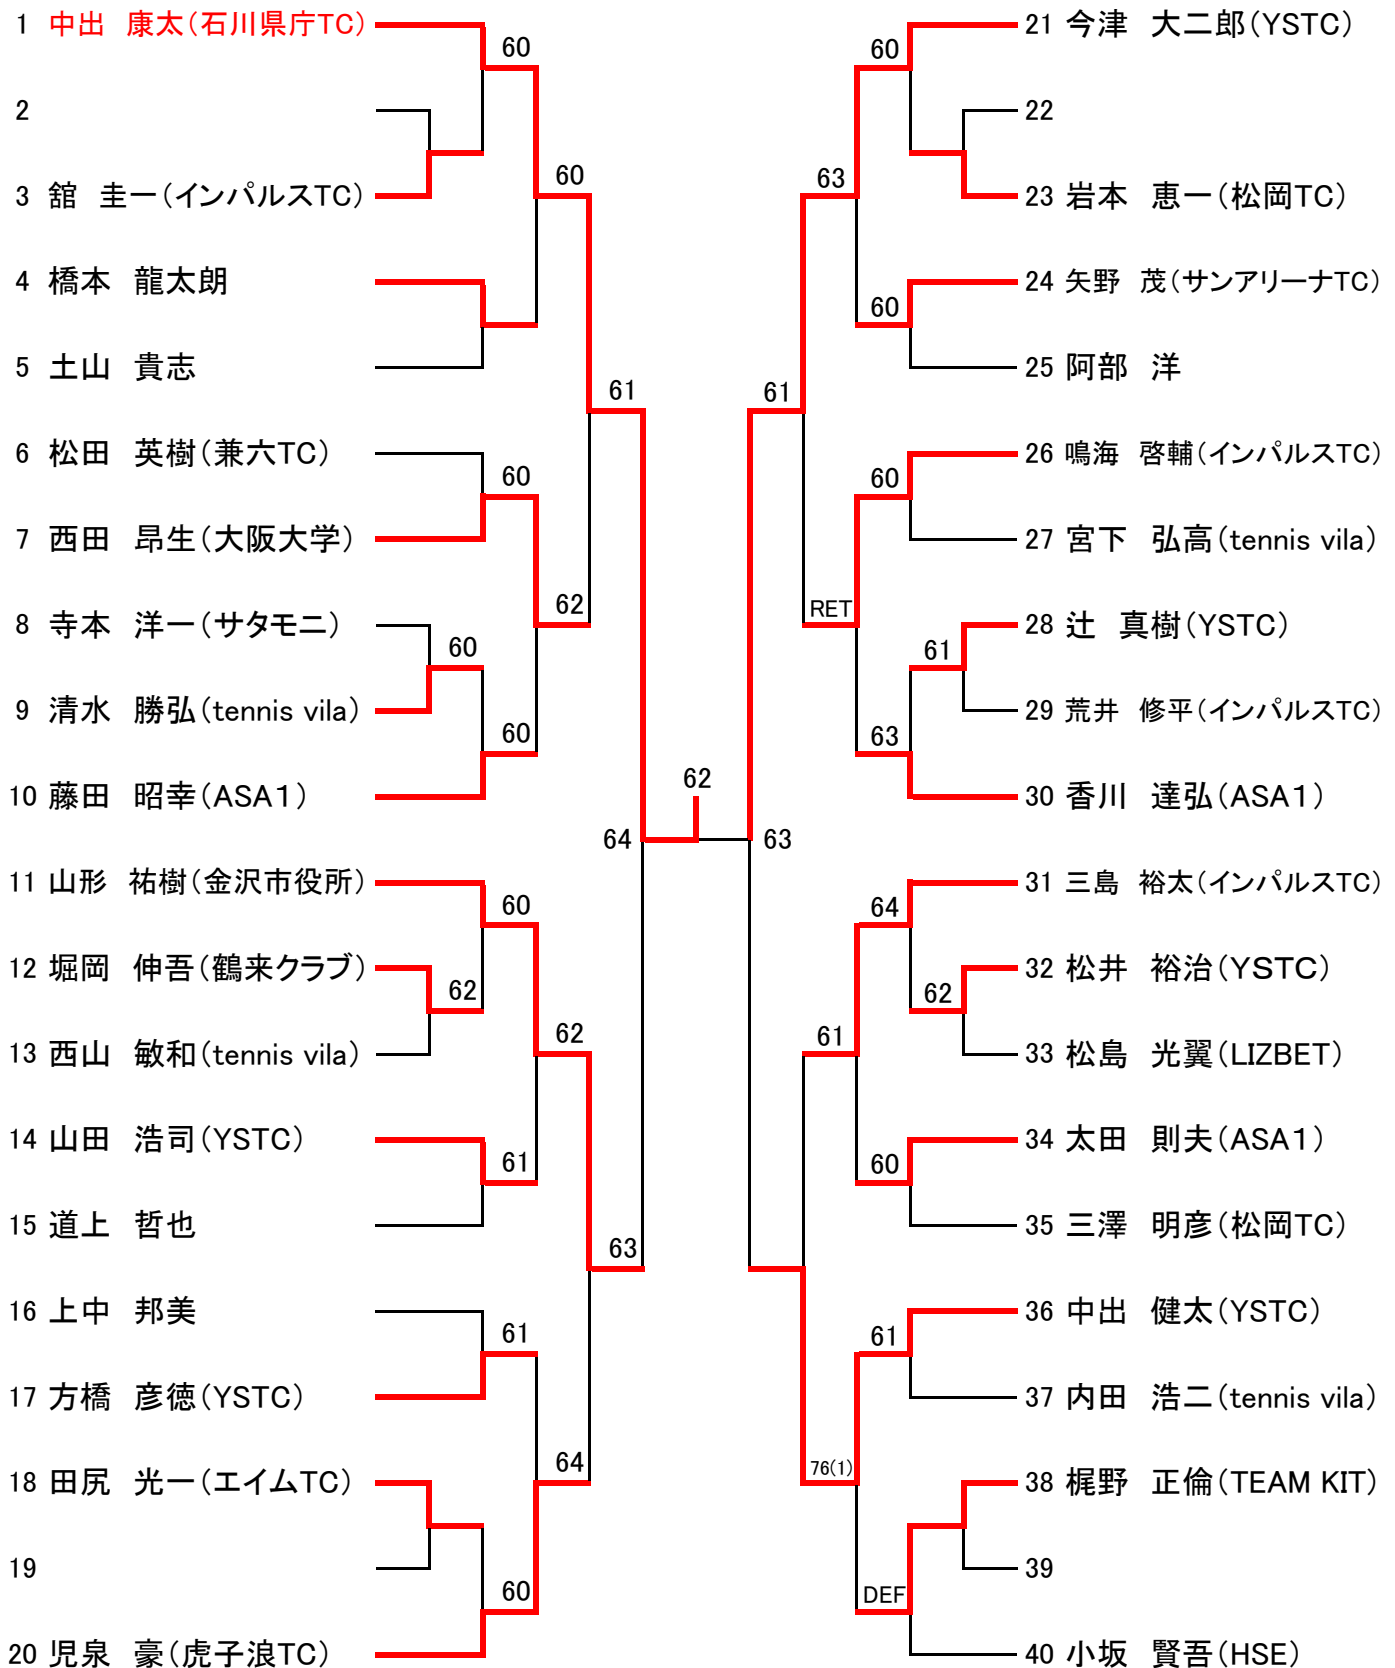 1 中出　康太(石川県庁TC)
60
2
60
3 舘　圭一(インパルスTC)
4 橋本　龍太朗
5 土山　貴志
61
6 松田　英樹(兼六TC)
60
7 西田　昂生(大阪大学)
62
8 寺本　洋一(サタモニ)
60
9 清水　勝弘(tennis vila)
60
10 藤田　昭幸(ASA1)
64
11 山形　祐樹(金沢市役所)
60
12 堀岡　伸吾(鶴来クラブ)
62
62
13 西山　敏和(tennis vila)
14 山田　浩司(YSTC)
61
15 道上　哲也
63
16 上中　邦美
61
17 方橋　彦徳(YSTC)
64
18 田尻　光一(エイムTC)
19
60
20 児泉　豪(虎子浪TC)
62
21 今津　大二郎(YSTC)
60
22
63
23 岩本　恵一(松岡TC)
24 矢野　茂(サンアリーナTC)
60
25 阿部　洋
61
26 鳴海　啓輔(インパルスTC)
60
27 宮下　弘高(tennis vila)
RET
28 辻　真樹(YSTC)
61
29 荒井　修平(インパルスTC)
63
30 香川　達弘(ASA1)
63
31 三島　裕太(インパルスTC)
64
32 松井　裕治(YSTC)
62
61
33 松島　光翼(LIZBET)
34 太田　則夫(ASA1)
60
35 三澤　明彦(松岡TC)
36 中出　健太(YSTC)
61
37 内田　浩二(tennis vila)
76(1)
38 梶野　正倫(TEAM KIT)
39
DEF
40 小坂　賢吾(HSE)